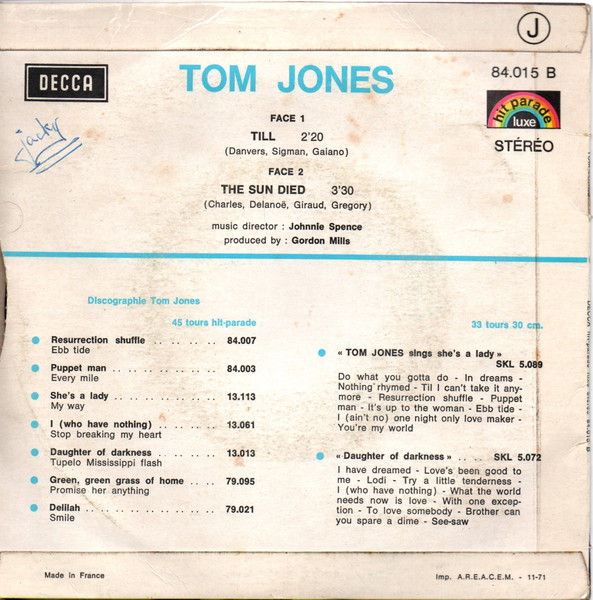 J
DECCA
TOM JONES
84.015 B
hit parade
luxe
STÉRÉO
jacky
FACE 1
TILL 2'20
(Danvers, Sigman, Gaiano)
FACE 2
THE SUN DIED 3'30
(Charles, Delanoë, Giraud, Gregory)
music director : Johnnie Spence
produced by : Gordon Mills
Discographie Tom Jones
45 tours hit-parade
Resurrection shuffle .. .. .. .. 84.007
Ebb tide
Puppet man .. .. .. .. .. .. 84.003
Every mile
She's a lady .. .. .. .. .. .. 13.113
My way
I (who have nothing) .. .. .. .. 13.061
Stop breaking my heart
Daughter of darkness .. .. .. .. 13.013
Tupelo Mississippi flash
Green, green grass of home .. .. 79.095
Promise her anything
Delilah .. .. .. .. .. .. .. 79.021
Smile
33 tours 30 cm.
« TOM JONES sings she's a lady »
SKL 5.089
Do what you gotta do - In dreams -
Nothing rhymed - Til I can't take it any-
more - Resurrection shuffle - Puppet
man - It's up to the woman - Ebb tide -
I (ain't no) one night only love maker -
You're my world
« Daughter of darkness » .. .. SKL 5.072
I have dreamed - Love's been good to
me - Lodi - Try a little tenderness -
I (who have nothing) - What the world
needs now is love - With one excep-
tion - To love somebody - Brother can
you spare a dime - See-saw
Made in France
Imp. A.R.E.A.C.E.M. - 11-71